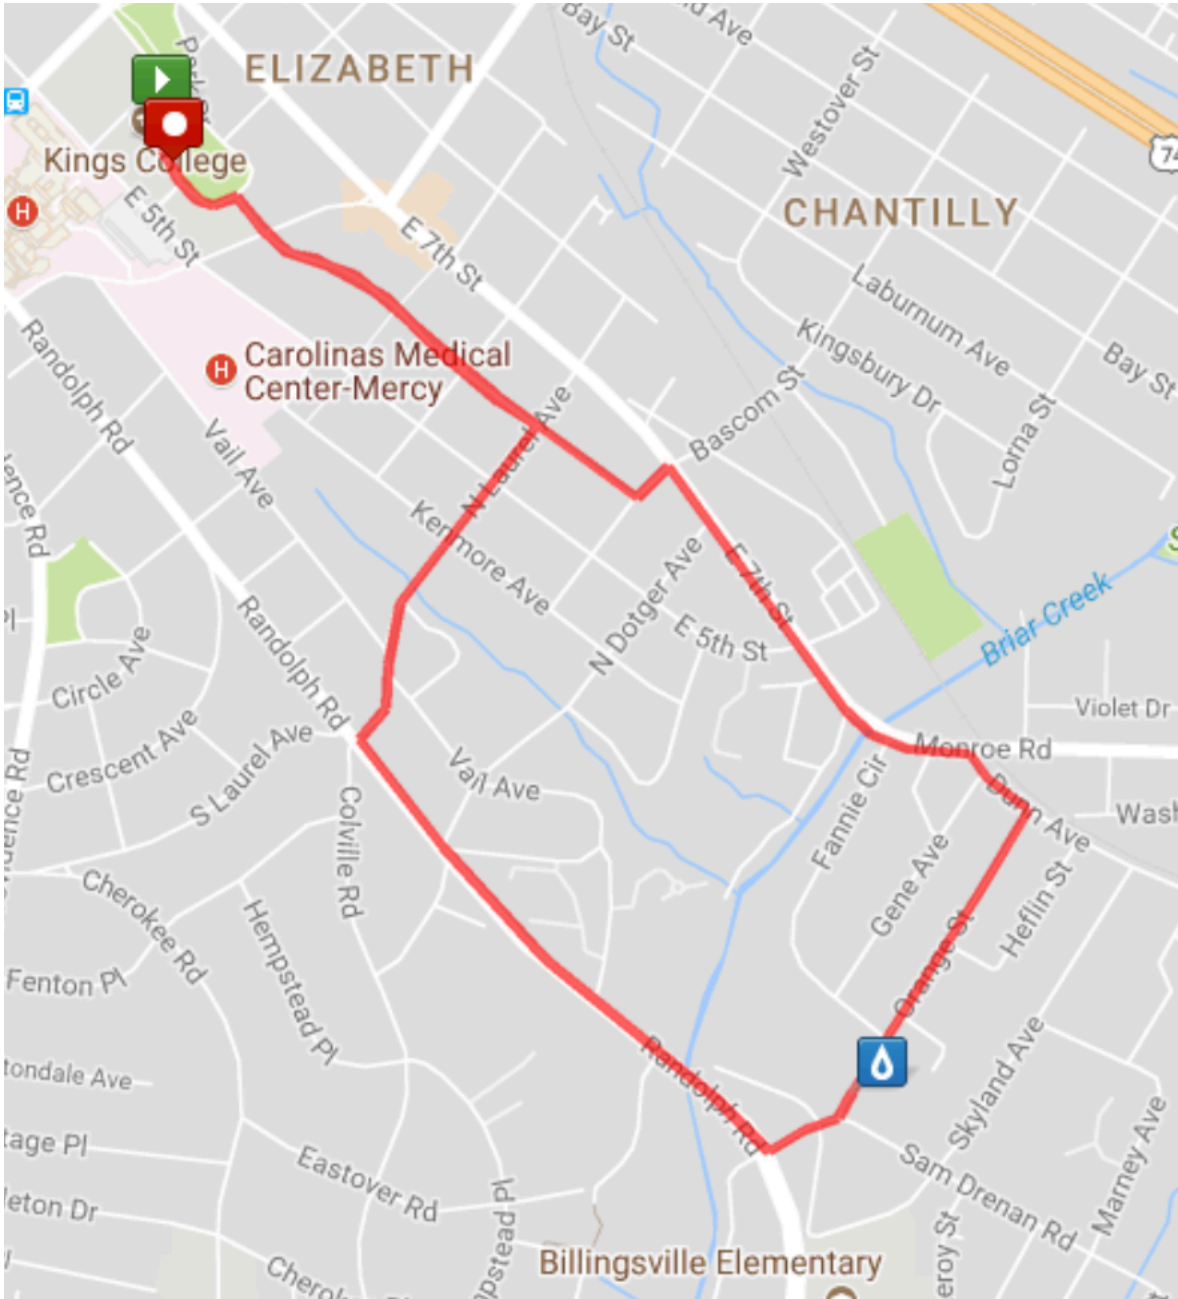 Bay St
Park Dr
ELIZABETH
Westover St
74
Kings College
E 5th St
H
CHANTILLY
E 7th St
Laburnum Ave
Kingsbury Dr
Bay St
Randolph Rd
H
Carolinas Medical
Center-Mercy
Bascom St
Lorna St
N Laurel Ave
Vail Ave
Kenmore Ave
N Dotger Ave
E 7th St
E 5th St
Briar Creek
Circle Ave
Randolph Rd
Crescent Ave
S Laurel Ave
Violet Dr
Monroe Rd
Vail Ave
Dunn Ave
Colville Rd
Fannie Cir
Gene Ave
Heflin St
Cherokee Rd
Hempstead Pl
Orange St
Fenton Pl
Randolph Rd
Skyland Ave
Marney Ave
Eastover Rd
Sam Drenan Rd
Billingsville Elementary